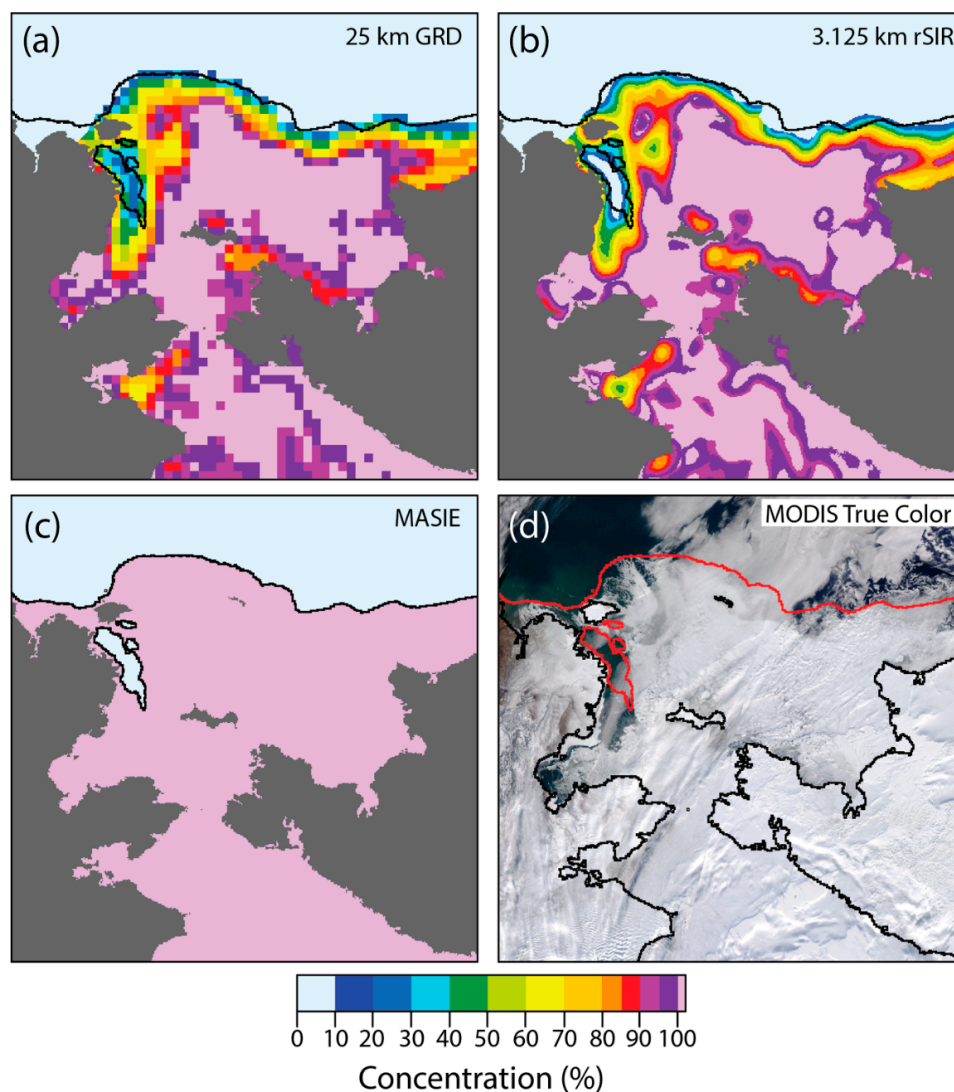 (a) 25 km GRD
(b) 3.125 km rSIR
(c) MASIE
(d) MODIS True Color
0 10 20 30 40 50 60 70 80 90 100
Concentration (%)